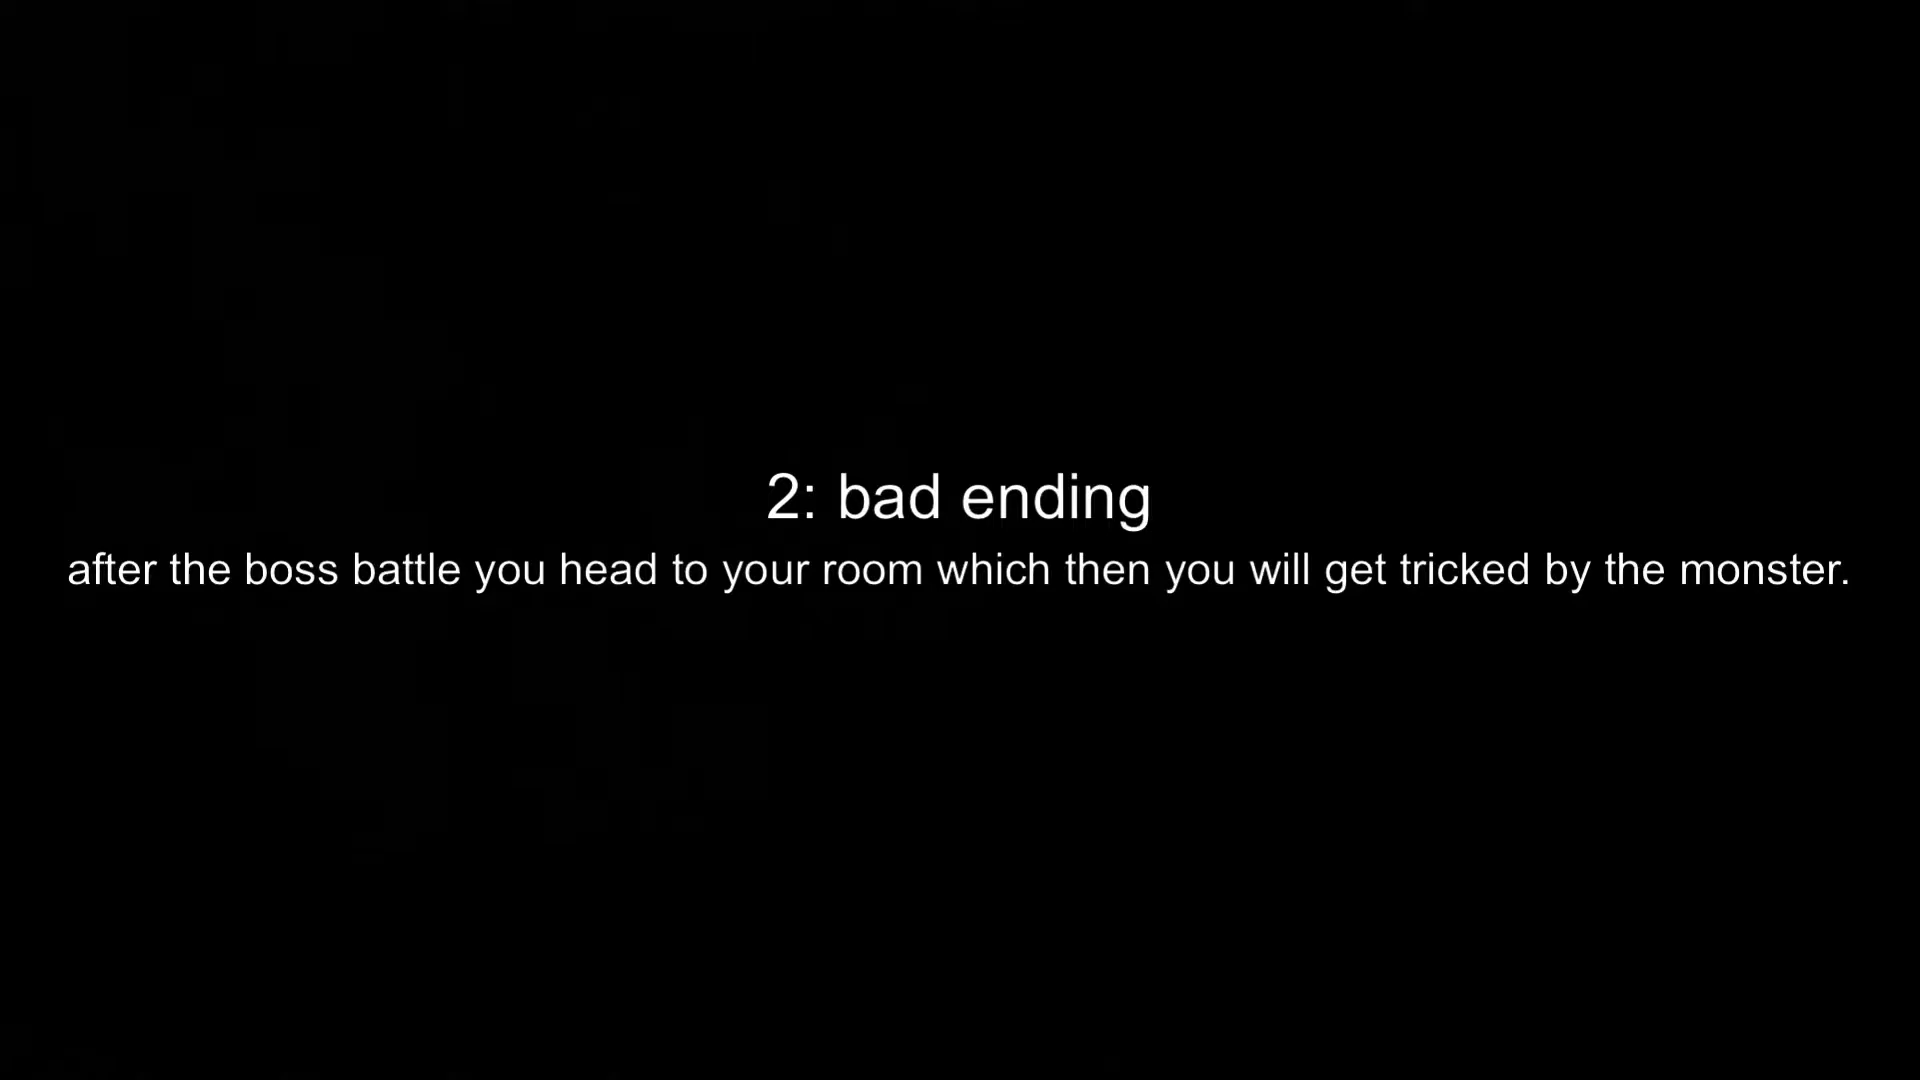 2: bad ending
after the boss battle you head to your room which then you will get tricked by the monster.